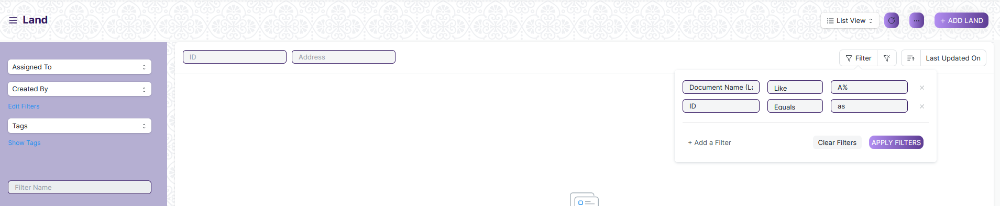 Land
List View
+ ADD LAND
Assigned To
Created By
Edit Filters
Tags
Show Tags
Filter Name
ID
Address
Filter
Last Updated On
Document Name (La
Like
A%
ID
Equals
as
+ Add a Filter
Clear Filters
APPLY FILTERS